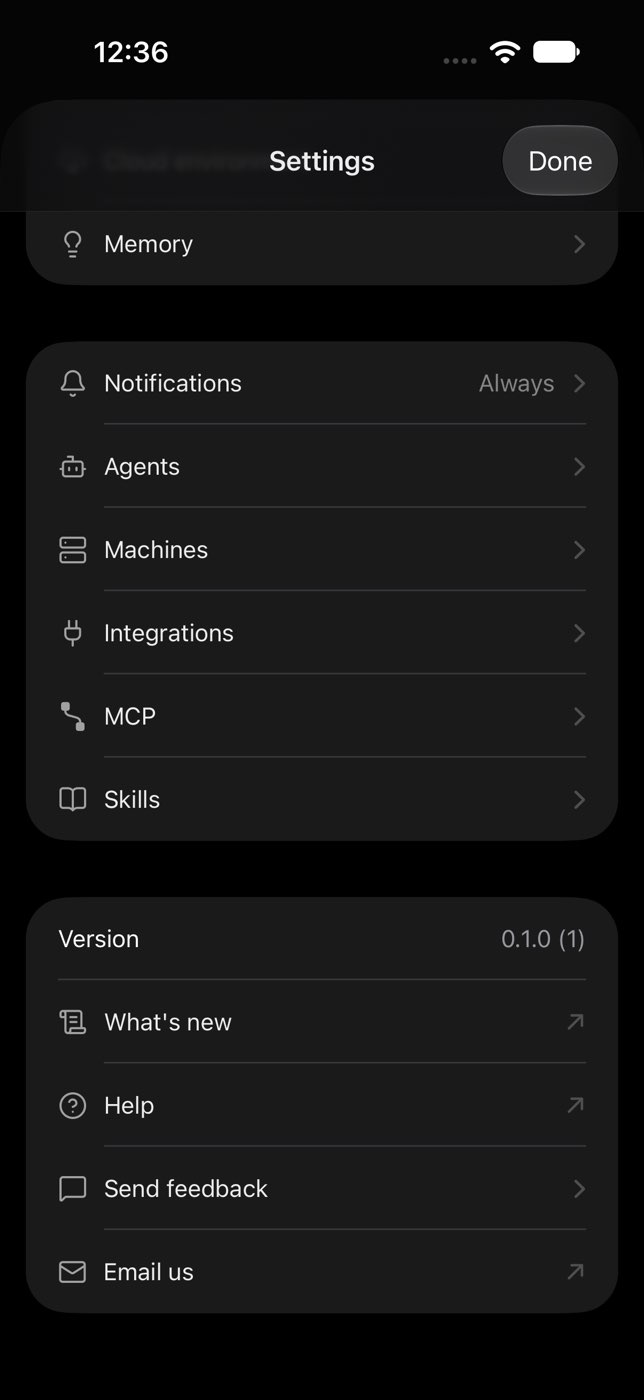 12:36
Settings
Done
Memory
Notifications
Always
Agents
Machines
Integrations
MCP
Skills
Version
0.1.0 (1)
What's new
Help
Send feedback
Email us